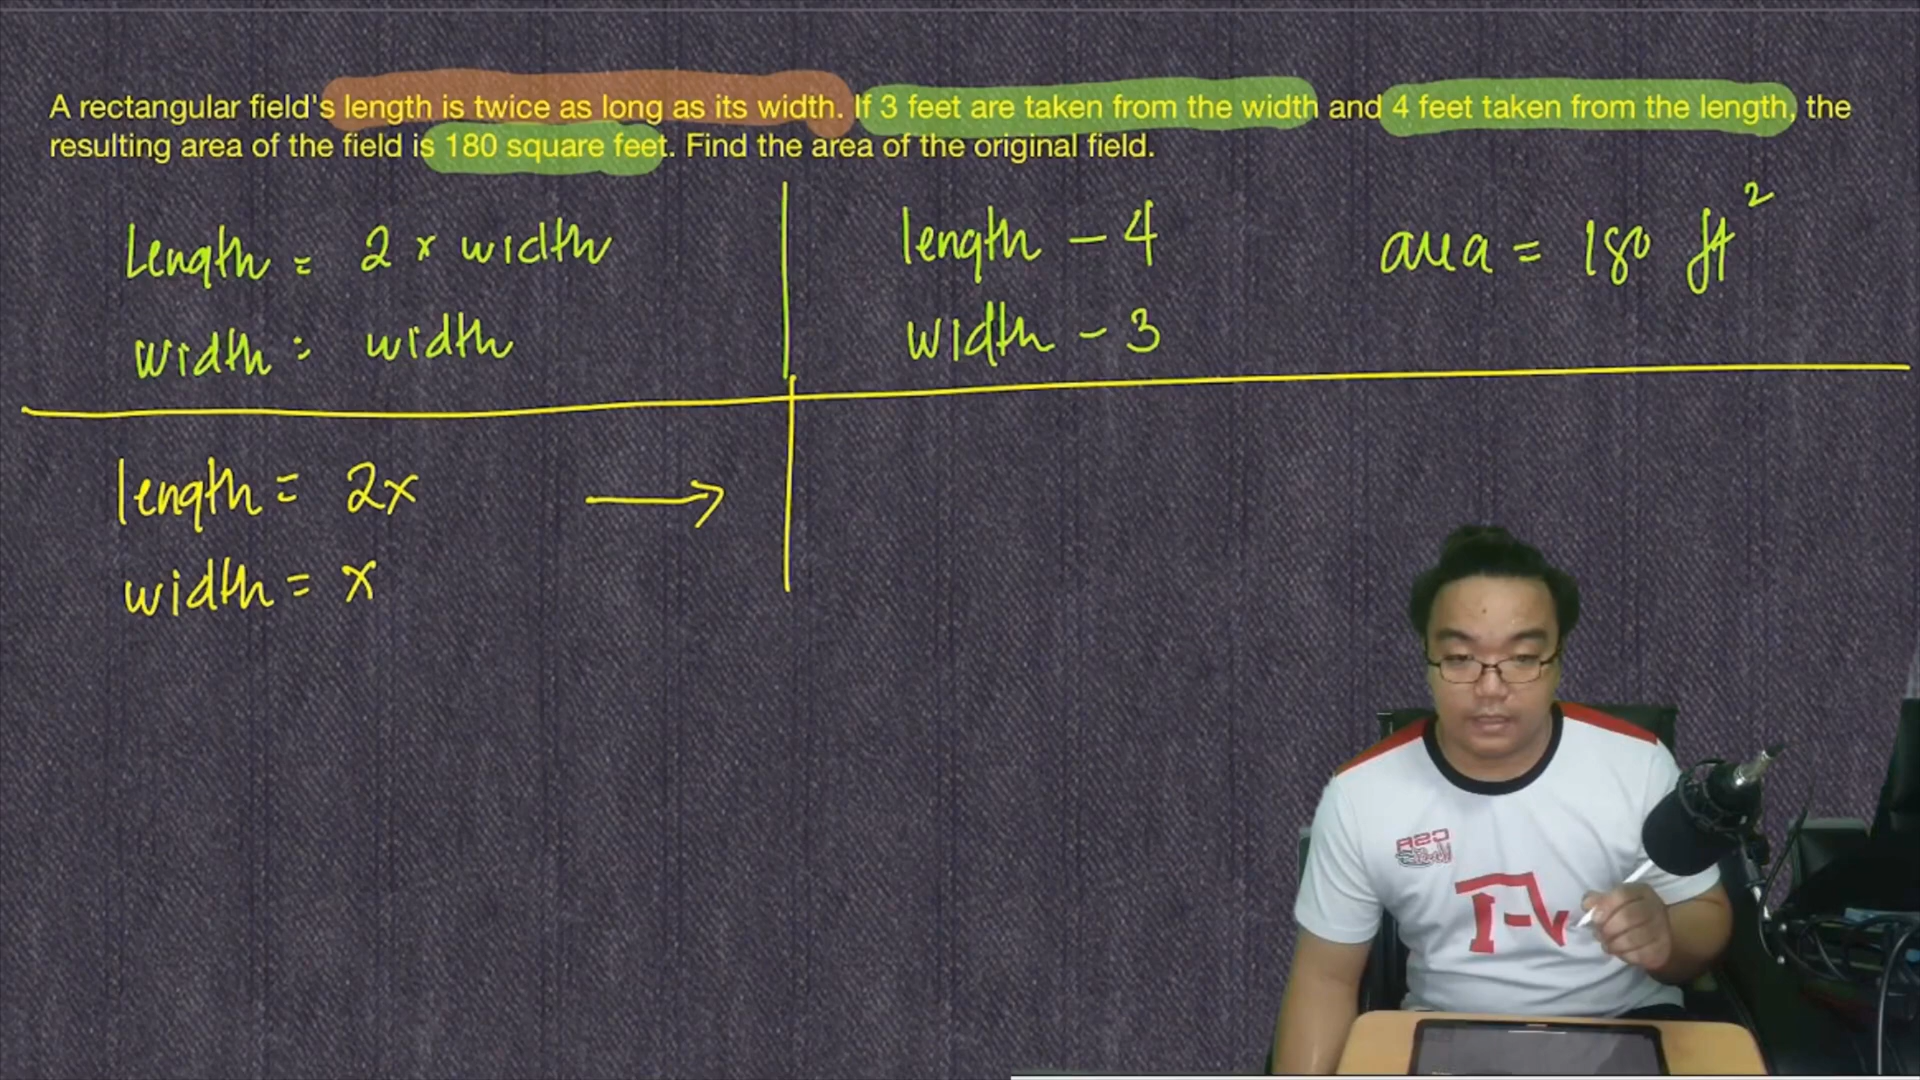 A rectangular field's length is twice as long as its width. If 3 feet are taken from the width and 4 feet taken from the length, the
resulting area of the field is 180 square feet. Find the area of the original field.
Length = 2 x width
width = width
length - 4
width - 3
area = 180 ft²
length = 2x
width = x